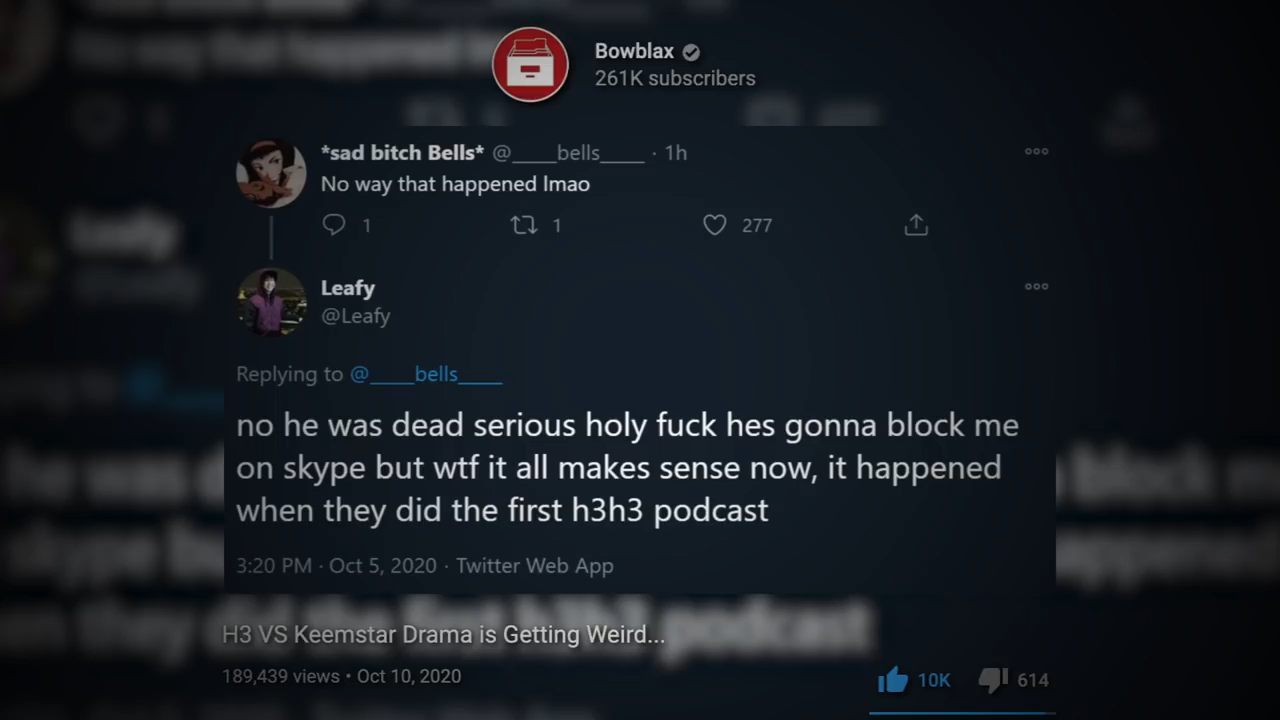 Bowblax
261K subscribers
*sad bitch Bells* @____bells____ · 1h
No way that happened lmao
1 1 277
Leafy
@Leafy
Replying to @____bells____
no he was dead serious holy fuck hes gonna block me
on skype but wtf it all makes sense now, it happened
when they did the first h3h3 podcast
3:20 PM · Oct 5, 2020 · Twitter Web App
H3 VS Keemstar Drama is Getting Weird...
189,439 views • Oct 10, 2020
10K 614